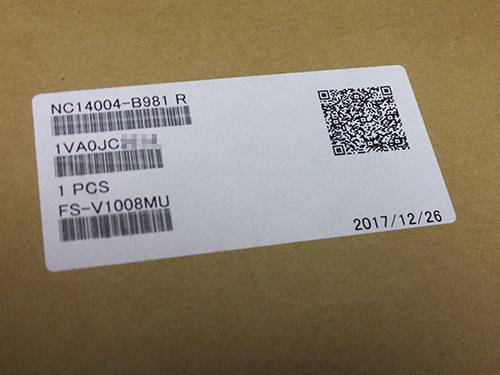 NC14004-B981 R
1VA0JC
1 PCS
FS-V1008MU
2017/12/26